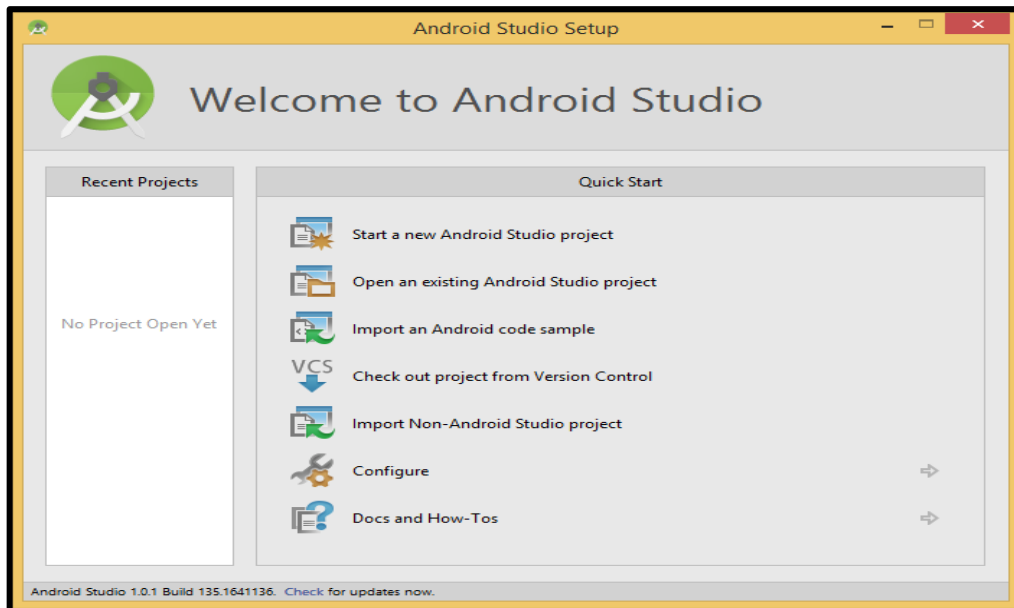 Android Studio Setup
Welcome to Android Studio
Recent Projects
No Project Open Yet
Quick Start
Start a new Android Studio project
Open an existing Android Studio project
Import an Android code sample
VCS
Check out project from Version Control
Import Non-Android Studio project
Configure
Docs and How-Tos
Android Studio 1.0.1 Build 135.1641136. Check for updates now.